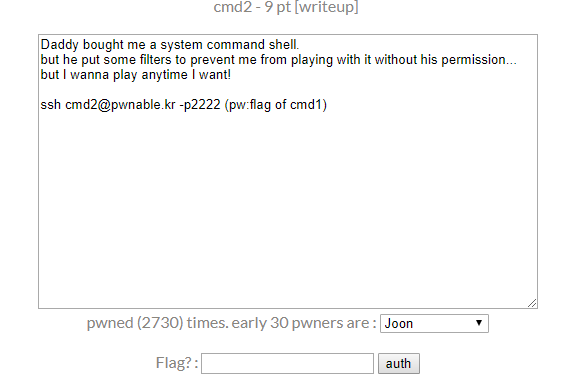 cmd2 - 9 pt [writeup]
Daddy bought me a system command shell.
but he put some filters to prevent me from playing with it without his permission...
but I wanna play anytime I want!
ssh cmd2@pwnable.kr -p2222 (pw:flag of cmd1)
pwned (2730) times. early 30 pwners are : Joon
Flag? : auth